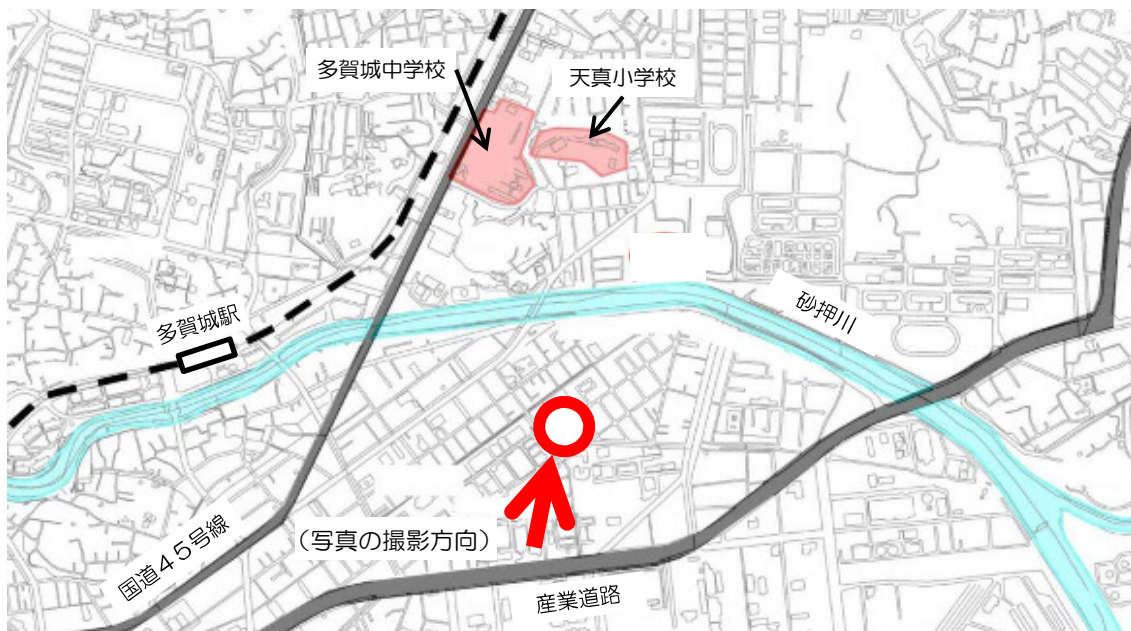 多賀城中学校
天真小学校
砂押川
多賀城駅
国道45号線
(写真の撮影方向)
産業道路